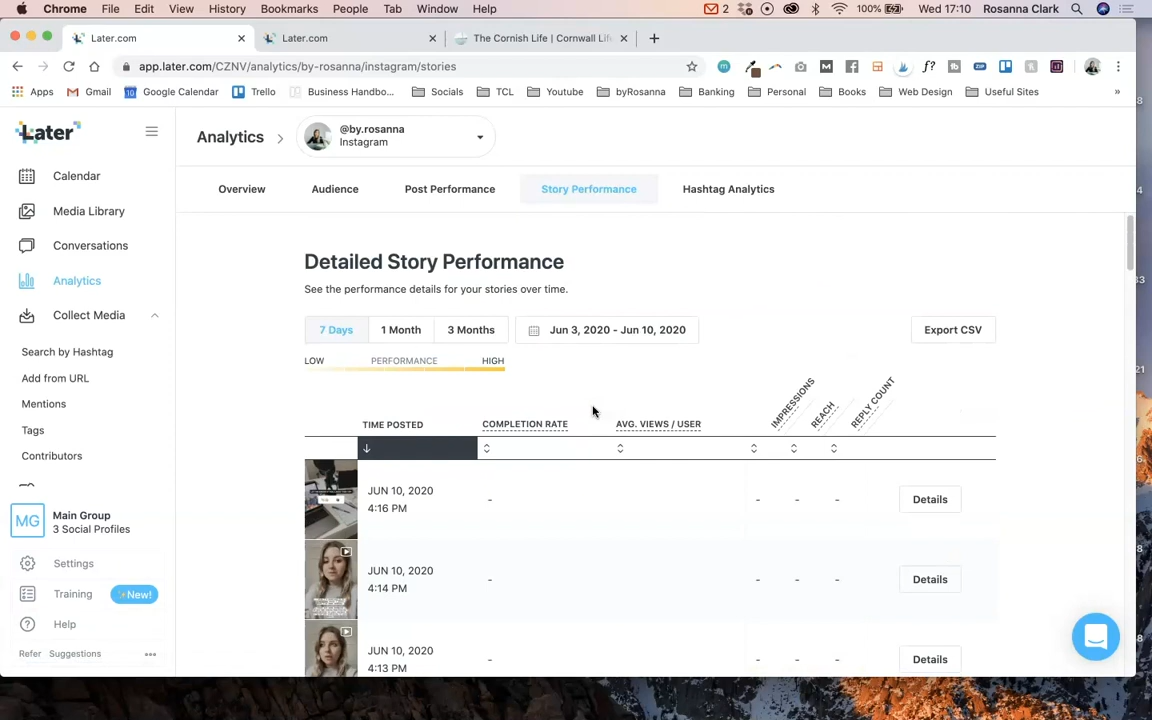 Chrome File Edit View History Bookmarks People Tab Window Help 2 100% Wed 17:10 Rosanna Clark
Later.com Later.com The Cornish Life | Cornwall Life
app.later.com/CZNV/analytics/by-rosanna/instagram/stories
Apps Gmail Google Calendar Trello Business Handbo... Socials TCL Youtube byRosanna Banking Personal Books Web Design Useful Sites »
Later
Analytics
@by.rosanna
Instagram
Calendar
Media Library
Conversations
Analytics
Collect Media
Search by Hashtag
Add from URL
Mentions
Tags
Contributors
MG
Main Group
3 Social Profiles
Settings
Training New!
Help
Refer Suggestions
Overview Audience Post Performance Story Performance Hashtag Analytics
Detailed Story Performance
See the performance details for your stories over time.
7 Days 1 Month 3 Months Jun 3, 2020 - Jun 10, 2020 Export CSV
LOW PERFORMANCE HIGH
TIME POSTED COMPLETION RATE AVG. VIEWS / USER IMPRESSIONS REACH REPLY COUNT
JUN 10, 2020
4:16 PM
- - - - Details
JUN 10, 2020
4:14 PM
- - - - Details
JUN 10, 2020
4:13 PM
- - - - Details